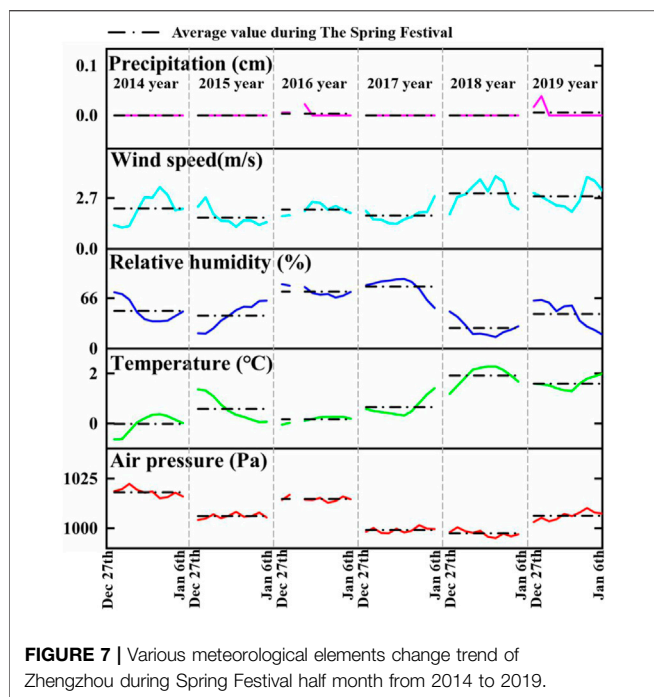 Average value during The Spring Festival
Precipitation (cm)
0.1
2014 year 2015 year 2016 year 2017 year 2018 year 2019 year
0.0
Wind speed(m/s)
2.7
0.0
Relative humidity (%)
66
0
Temperature (°C)
2
0
Air pressure (Pa)
1025
1000
Dec 27th
Jan 6th
Dec 27th
Jan 6th
Dec 27th
Jan 6th
Dec 27th
Jan 6th
Dec 27th
Jan 6th
Dec 27th
Jan 6th
FIGURE 7 | Various meteorological elements change trend of
Zhengzhou during Spring Festival half month from 2014 to 2019.